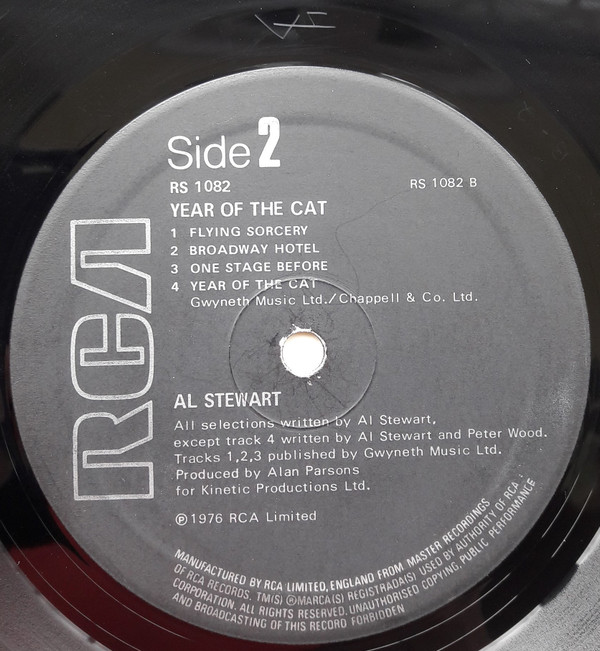 Side 2
RS 1082
RS 1082 B
YEAR OF THE CAT
1 FLYING SORCERY
2 BROADWAY HOTEL
3 ONE STAGE BEFORE
4 YEAR OF THE CAT
Gwyneth Music Ltd./Chappell & Co. Ltd.
RCA
AL STEWART
All selections written by Al Stewart,
except track 4 written by Al Stewart and Peter Wood.
Tracks 1,2,3 published by Gwyneth Music Ltd.
Produced by Alan Parsons
for Kinetic Productions Ltd.
℗1976 RCA Limited
MANUFACTURED BY RCA LIMITED, ENGLAND FROM MASTER RECORDINGS
OF RCA RECORDS. TM(S) ® MARCA(S) REGISTRADA(S) USED BY AUTHORITY OF RCA
CORPORATION. ALL RIGHTS RESERVED. UNAUTHORISED COPYING, PUBLIC PERFORMANCE
AND BROADCASTING OF THIS RECORD FORBIDDEN